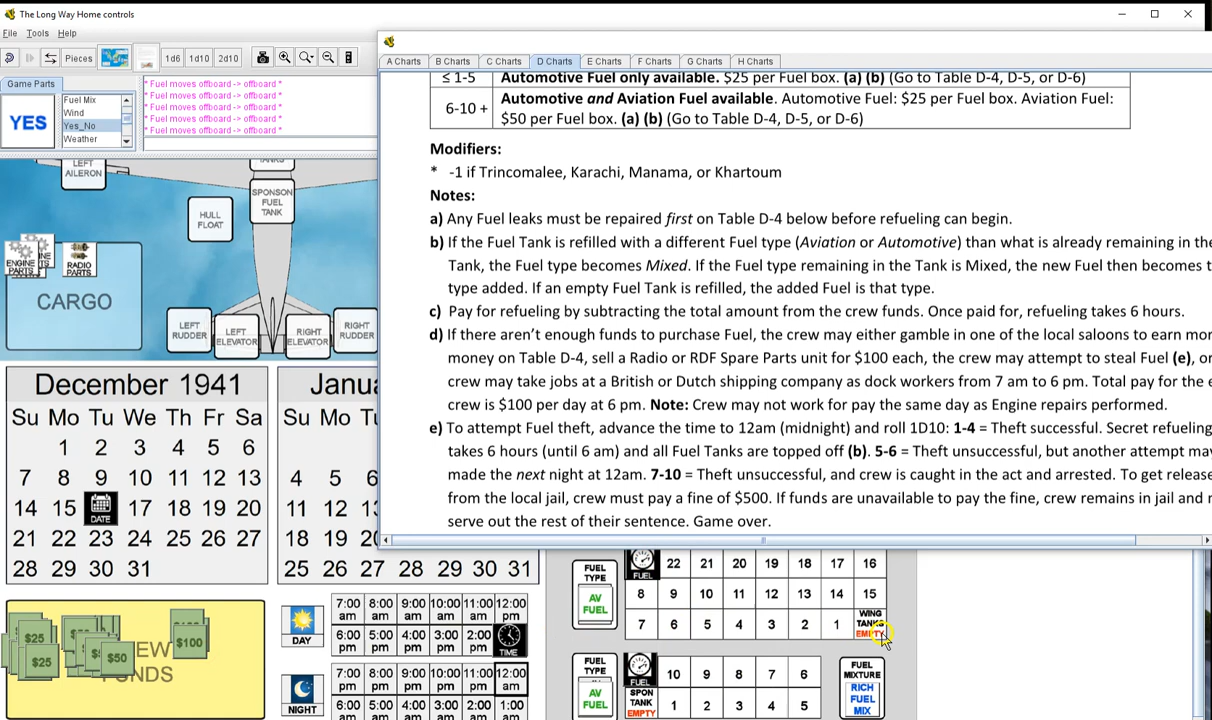 The Long Way Home controls
File Tools Help
Pieces
1d6 1d10 2d10
Game Parts
YES
Fuel Mix
Wind
Yes_No
Weather
* Fuel moves offboard -> offboard *
* Fuel moves offboard -> offboard *
* Fuel moves offboard -> offboard *
* Fuel moves offboard -> offboard *
* Fuel moves offboard -> offboard *
A Charts B Charts C Charts D Charts E Charts F Charts G Charts H Charts
≤ 1-5 Automotive Fuel only available. $25 per Fuel box. (a) (b) (Go to Table D-4, D-5, or D-6)
6-10 + Automotive and Aviation Fuel available. Automotive Fuel: $25 per Fuel box. Aviation Fuel:
$50 per Fuel box. (a) (b) (Go to Table D-4, D-5, or D-6)
Modifiers:
* -1 if Trincomalee, Karachi, Manama, or Khartoum
Notes:
a) Any Fuel leaks must be repaired first on Table D-4 below before refueling can begin.
b) If the Fuel Tank is refilled with a different Fuel type (Aviation or Automotive) than what is already remaining in the
Tank, the Fuel type becomes Mixed. If the Fuel type remaining in the Tank is Mixed, the new Fuel then becomes t
type added. If an empty Fuel Tank is refilled, the added Fuel is that type.
c) Pay for refueling by subtracting the total amount from the crew funds. Once paid for, refueling takes 6 hours.
d) If there aren't enough funds to purchase Fuel, the crew may either gamble in one of the local saloons to earn mor
money on Table D-4, sell a Radio or RDF Spare Parts unit for $100 each, the crew may attempt to steal Fuel (e), or
crew may take jobs at a British or Dutch shipping company as dock workers from 7 am to 6 pm. Total pay for the e
crew is $100 per day at 6 pm. Note: Crew may not work for pay the same day as Engine repairs performed.
e) To attempt Fuel theft, advance the time to 12am (midnight) and roll 1D10: 1-4 = Theft successful. Secret refueling
takes 6 hours (until 6 am) and all Fuel Tanks are topped off (b). 5-6 = Theft unsuccessful, but another attempt may
made the next night at 12am. 7-10 = Theft unsuccessful, and crew is caught in the act and arrested. To get release
from the local jail, crew must pay a fine of $500. If funds are unavailable to pay the fine, crew remains in jail and
serve out the rest of their sentence. Game over.
LEFT
AILERON
TANKS
SPONSON
FUEL
TANK
HULL
FLOAT
ENGINE
PARTS
RADIO
PARTS
CARGO
LEFT
RUDDER
LEFT
ELEVATOR
RIGHT
ELEVATOR
RIGHT
RUDDER
December 1941
Su Mo Tu We Th Fr Sa
1 2 3 4 5 6
7 8 9 10 11 12 13
14 15 DATE 17 18 19 20
21 22 23 24 25 26 27
28 29 30 31
Janua
Su Mo Tu
4 5 6
11 12 13
18 19 20
25 26 27 28 29 30 31
$25
$25
$50
$100
EW
FUNDS
DAY
7:00 am 8:00 am 9:00 am 10:00 am 11:00 am 12:00 pm
6:00 pm 5:00 pm 4:00 pm 3:00 pm 2:00 pm TIME
NIGHT
7:00 pm 8:00 pm 9:00 pm 10:00 pm 11:00 pm 12:00 am
6:00 5:00 4:00 3:00 2:00 1:00
FUEL
TYPE
AV
FUEL
FUEL 22 21 20 19 18 17 16
8 9 10 11 12 13 14 15
7 6 5 4 3 2 1 WING TANKS EMPTY
FUEL
TYPE
AV
FUEL
FUEL 10 9 8 7 6
SPON TANK EMPTY 1 2 3 4 5
FUEL
MIXTURE
RICH
FUEL
MIX